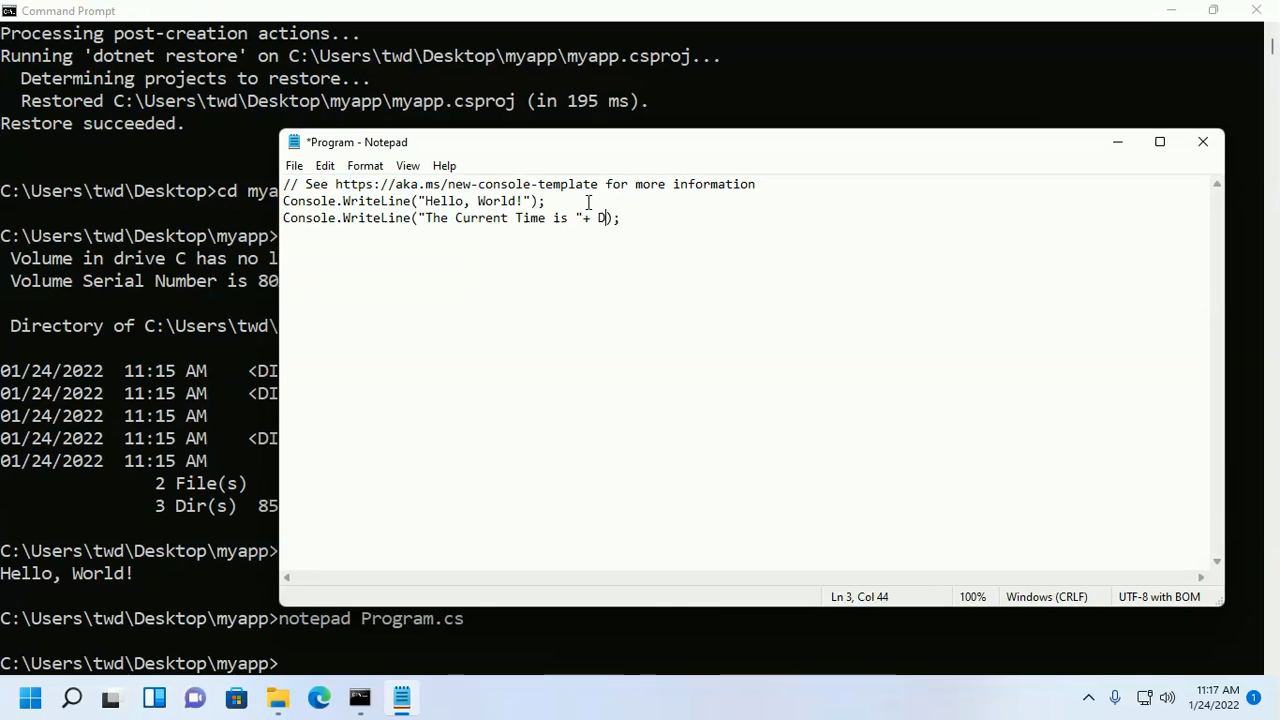 Command Prompt
Processing post-creation actions...
Running 'dotnet restore' on C:\Users\twd\Desktop\myapp\myapp.csproj...
  Determining projects to restore...
  Restored C:\Users\twd\Desktop\myapp\myapp.csproj (in 195 ms).
Restore succeeded.
C:\Users\twd\Desktop>cd mya
C:\Users\twd\Desktop\myapp>
 Volume in drive C has no l
 Volume Serial Number is 80
 Directory of C:\Users\twd\
01/24/2022  11:15 AM    <DI
01/24/2022  11:15 AM    <DI
01/24/2022  11:15 AM
01/24/2022  11:15 AM    <DI
01/24/2022  11:15 AM
2 File(s)
3 Dir(s)  85
C:\Users\twd\Desktop\myapp>
Hello, World!
C:\Users\twd\Desktop\myapp>notepad Program.cs
C:\Users\twd\Desktop\myapp>
*Program - Notepad
File Edit Format View Help
// See https://aka.ms/new-console-template for more information
Console.WriteLine("Hello, World!");
Console.WriteLine("The Current Time is "+ D);
Ln 3, Col 44 100% Windows (CRLF) UTF-8 with BOM
11:17 AM
1/24/2022
1